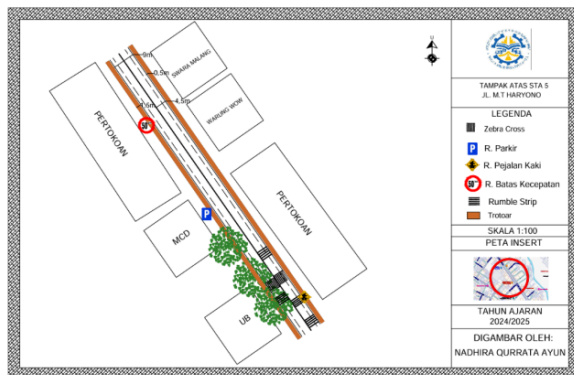 9m
0.5m
1.6m
4.5m
SWARA MALANG
WARUNG WOW
PERTOKOAN
PERTOKOAN
MCD
UB
P
TAMPAK ATAS STA 5
JL. M.T HARYONO
LEGENDA
Zebra Cross
P R. Parkir
R. Pejalan Kaki
R. Batas Kecepatan
Rumble Strip
Trotoar
SKALA 1:100
PETA INSERT
TAHUN AJARAN
2024/2025
DIGAMBAR OLEH:
NADHIRA QURRATA AYUN